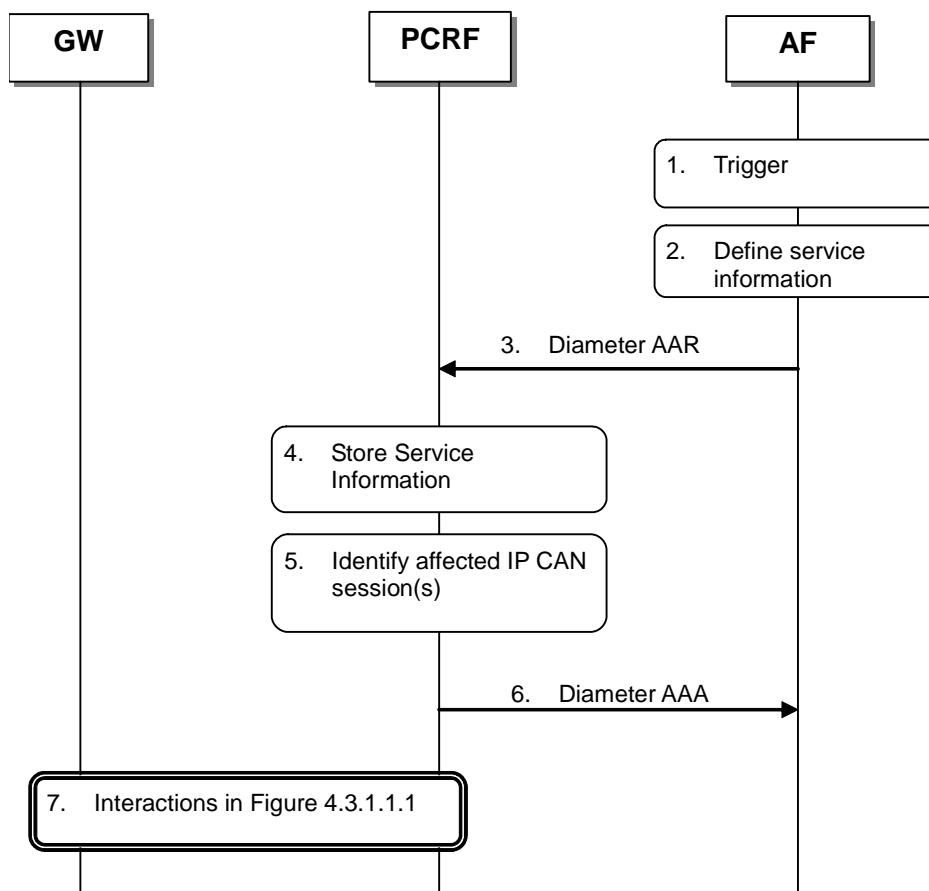 GW
PCRF
AF
1. Trigger
2. Define service
information
3. Diameter AAR
4. Store Service
Information
5. Identify affected IP CAN
session(s)
6. Diameter AAA
7. Interactions in Figure 4.3.1.1.1